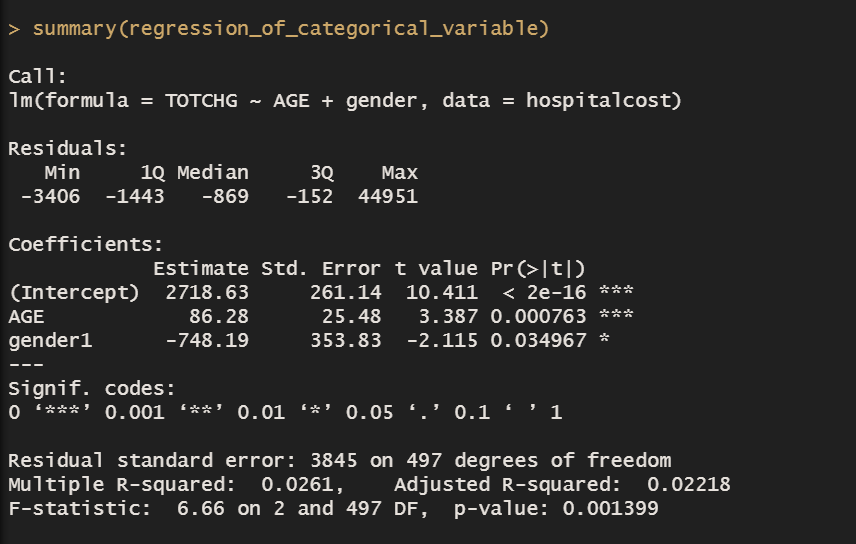 > summary(regression_of_categorical_variable)
Call:
lm(formula = TOTCHG ~ AGE + gender, data = hospitalcost)
Residuals:
   Min     1Q Median     3Q    Max
 -3406  -1443   -869   -152  44951
Coefficients:
            Estimate Std. Error t value Pr(>|t|)
(Intercept)  2718.63     261.14  10.411  < 2e-16 ***
AGE            86.28      25.48   3.387 0.000763 ***
gender1      -748.19     353.83  -2.115 0.034967 *
---
Signif. codes:
0 ‘***’ 0.001 ‘**’ 0.01 ‘*’ 0.05 ‘.’ 0.1 ‘ ’ 1
Residual standard error: 3845 on 497 degrees of freedom
Multiple R-squared:  0.0261,    Adjusted R-squared:  0.02218
F-statistic:  6.66 on 2 and 497 DF,  p-value: 0.001399